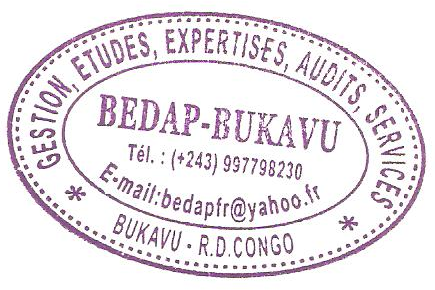 GESTION, ETUDES, EXPERTISES, AUDITS, SERVICES
BEDAP-BUKAVU
Tél. : (+243) 997798230
E-mail:bedapfr@yahoo.fr
* BUKAVU - R.D.CONGO *